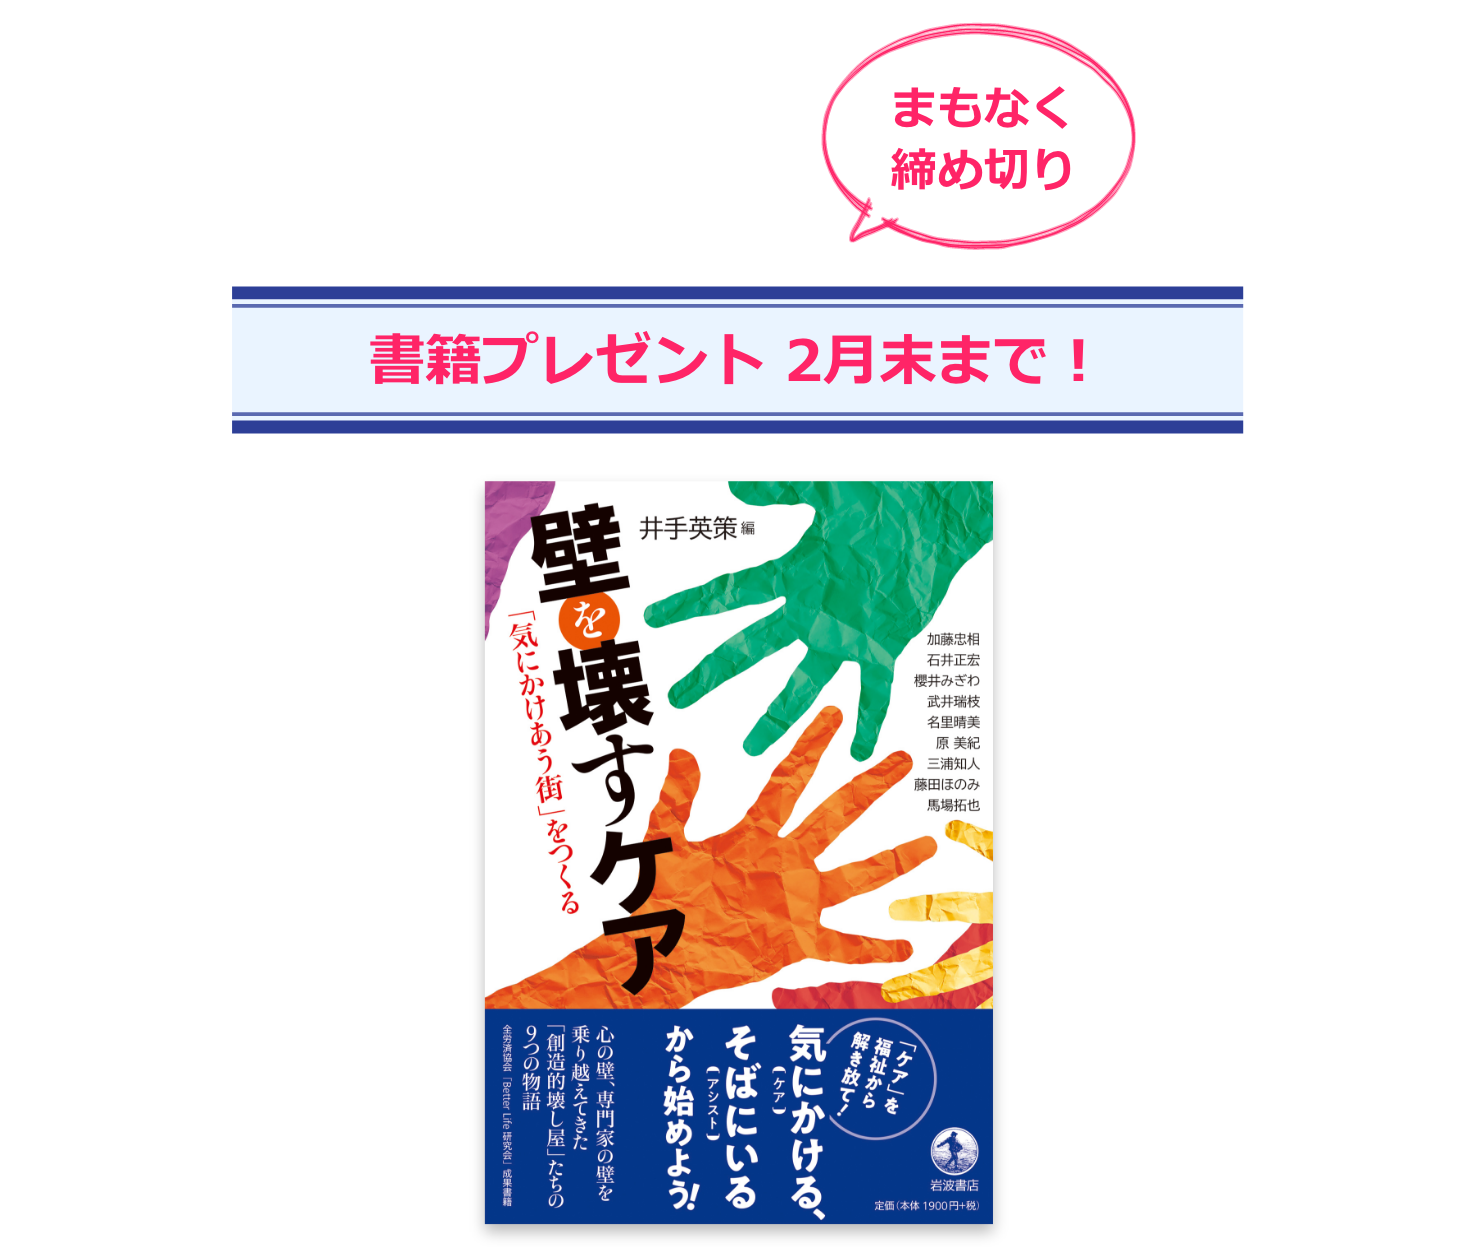 まもなく
締め切り
書籍プレゼント 2月末まで！
井手英策 編
壁を壊すケア
「気にかけあう街」をつくる
加藤忠相
石井正宏
櫻井みぎわ
武井瑞枝
名里晴美
原 美紀
三浦知人
藤田ほのみ
馬場拓也
「ケア」を
福祉から
解き放て！
気にかける、
（ケア）
そばにいる
（アシスト）
から始めよう！
心の壁、専門家の壁を
乗り越えてきた
「創造的壊し屋」たちの
9つの物語
全労済協会「Better Life 研究会」成果書籍
岩波書店
定価（本体 1900円+税）